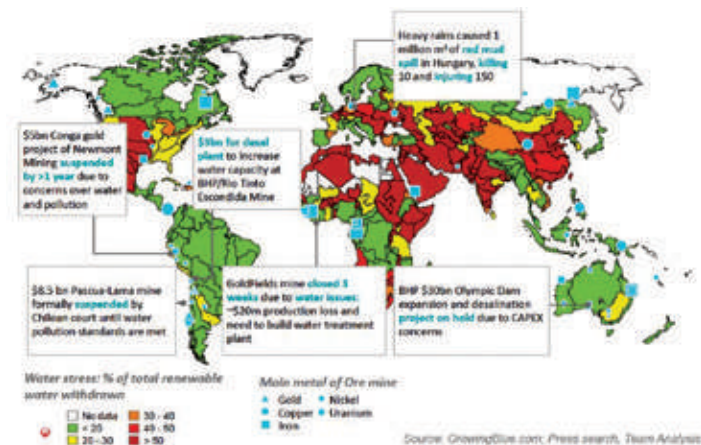 Heavy rains caused 1
million m³ of red mud
spill in Hungary, killing
10 and injuring 150
$5bn Conga gold
project of Newmont
Mining suspended
by >1 year due to
concerns over water
and pollution
for desal
plant to increase
water capacity at
BHP/Rio Tinto
Escondida Mine
$8.5 bn Pascua-Lama mine
formally suspended by
Chilean court until water
pollution standards are met
GoldFields mine closed 3
weeks due to water issues:
~$20m production loss and
need to build water treatment
plant
BHP $30bn Olympic Dam
expansion and desalination
project on hold due to CAPEX
concerns
Water stress: % of total renewable
water withdrawn
No data
< 20
20 - 30
30 - 40
40 - 50
> 50
Main metal of Ore mine
Gold
Copper
Iron
Nickel
Uranium
Source: GrowingBlue.com; Press search, Team Analysis